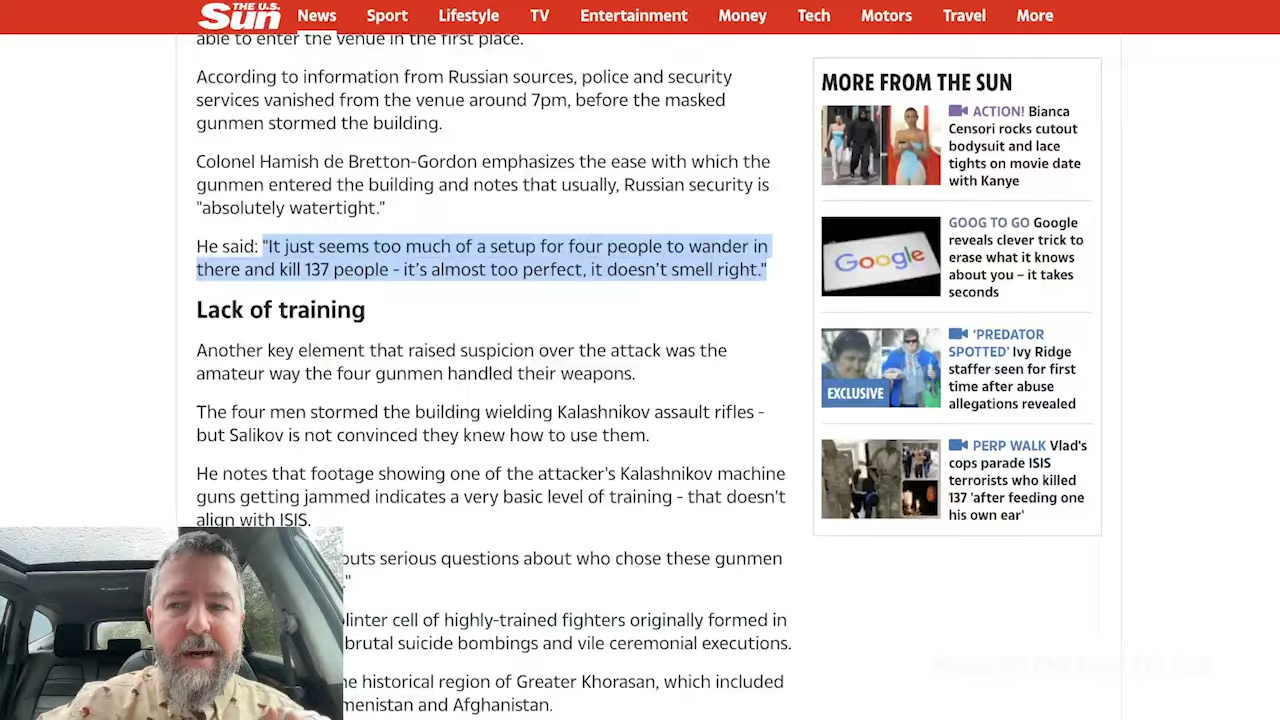 THE U.S. Sun
News Sport Lifestyle TV Entertainment Money Tech Motors Travel More
able to enter the venue in the first place.
According to information from Russian sources, police and security
services vanished from the venue around 7pm, before the masked
gunmen stormed the building.
Colonel Hamish de Bretton-Gordon emphasizes the ease with which the
gunmen entered the building and notes that usually, Russian security is
"absolutely watertight."
He said: "It just seems too much of a setup for four people to wander in
there and kill 137 people - it’s almost too perfect, it doesn’t smell right."
Lack of training
Another key element that raised suspicion over the attack was the
amateur way the four gunmen handled their weapons.
The four men stormed the building wielding Kalashnikov assault rifles -
but Salikov is not convinced they knew how to use them.
He notes that footage showing one of the attacker's Kalashnikov machine
guns getting jammed indicates a very basic level of training - that doesn't
align with ISIS.
outs serious questions about who chose these gunmen
"
linter cell of highly-trained fighters originally formed in
brutal suicide bombings and vile ceremonial executions.
he historical region of Greater Khorasan, which included
menistan and Afghanistan.
MORE FROM THE SUN
ACTION! Bianca
Censori rocks cutout
bodysuit and lace
tights on movie date
with Kanye
Google
GOOG TO GO Google
reveals clever trick to
erase what it knows
about you – it takes
seconds
EXCLUSIVE
‘PREDATOR
SPOTTED’ Ivy Ridge
staffer seen for first
time after abuse
allegations revealed
PERP WALK Vlad's
cops parade ISIS
terrorists who killed
137 'after feeding one
his own ear'